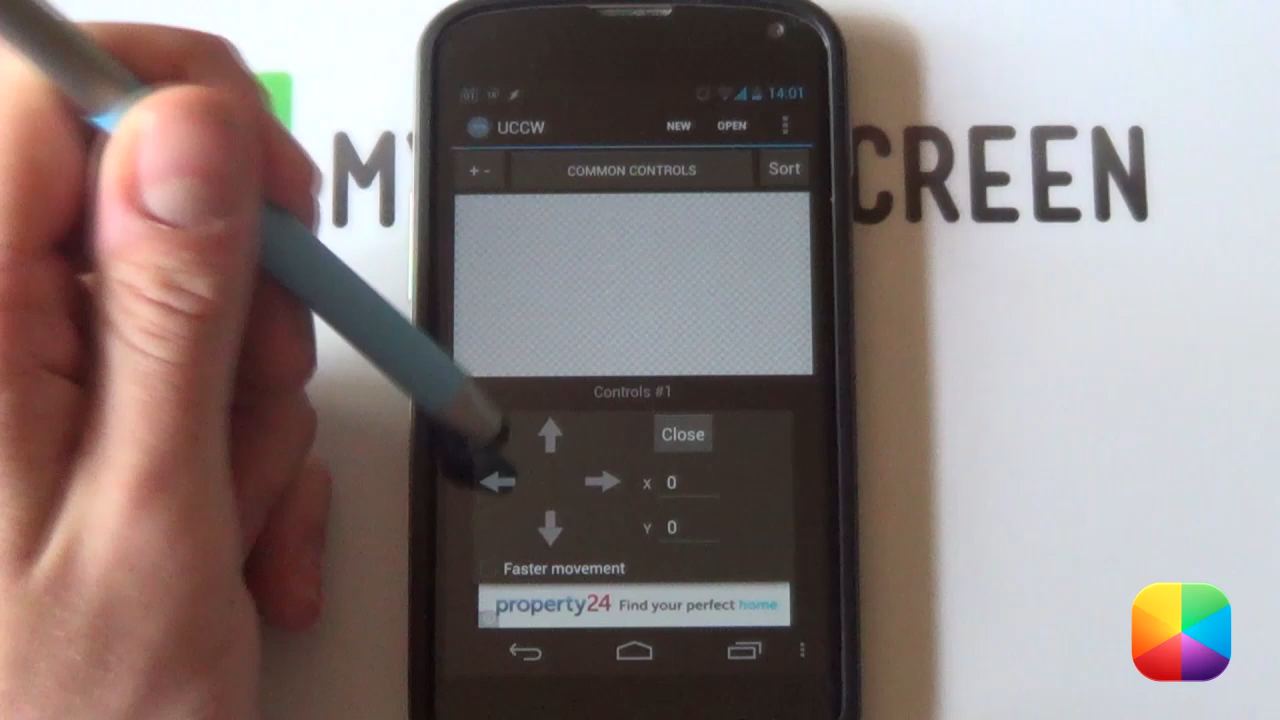 14:01
UCCW
NEW
OPEN
+ -
COMMON CONTROLS
Sort
M
CREEN
Controls #1
Close
X 0
Y 0
Faster movement
property24 Find your perfect home